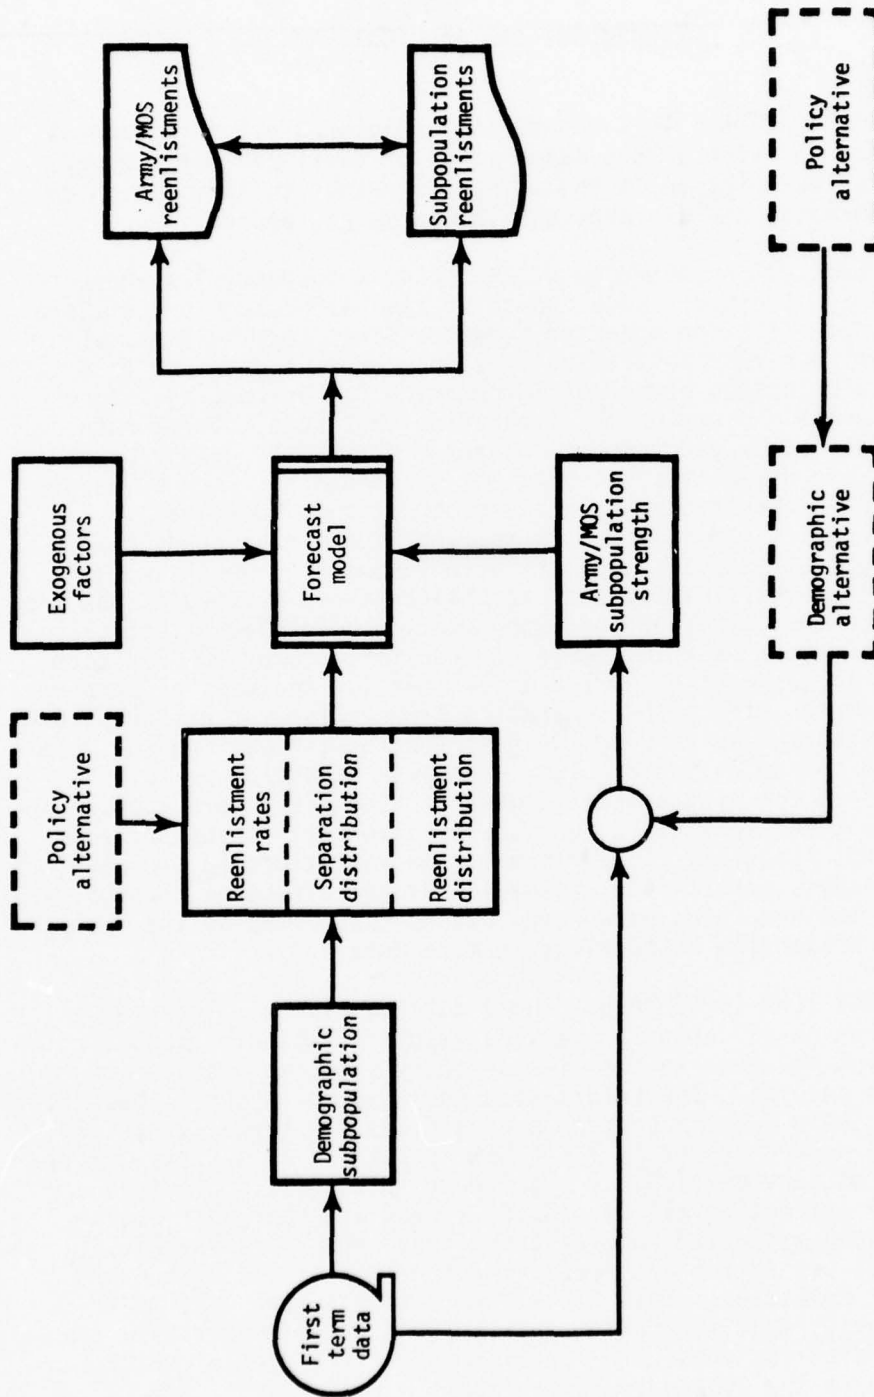 Policy
alternative
Exogenous
factors
Army/MOS
reenlistments
First
term
data
Demographic
subpopulation
Reenlistment
rates
Separation
distribution
Reenlistment
distribution
Forecast
model
Subpopulation
reenlistments
Army/MOS
subpopulation
strength
Demographic
alternative
Policy
alternative